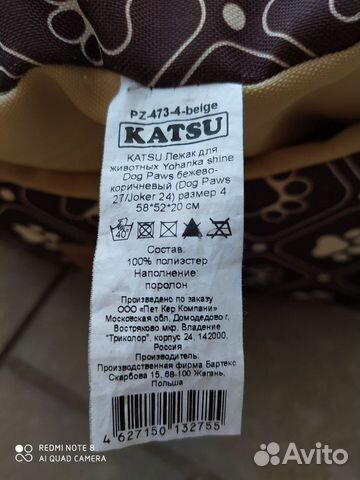 PZ-473-4-beige
KATSU
KATSU Лежак для
животных Yohanka shine
Dog Paws бежево-
коричневый (Dog Paws
27/Joker 24) размер 4
58*52*20 см
40
Состав:
100% полиэстер
Наполнение:
поролон
Произведено по заказу
ООО «Пет Кер Компани»
Московская обл, Домодедово г,
Востряково мкр, Владение
"Триколор", корпус 24, 142000,
Россия
Производитель:
Производственная фирма Бартекс
Скарбова 15, 68-100 Жагань,
Польша
4 627150 132755
REDMI NOTE 8
AI QUAD CAMERA
Avito